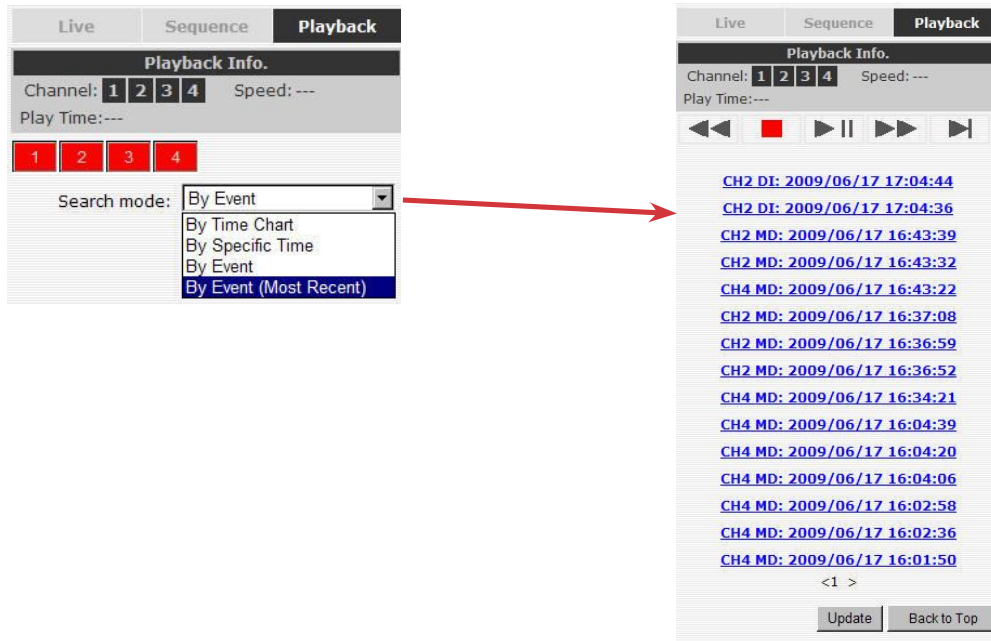 Live Sequence Playback
Playback Info.
Channel: 1 2 3 4 Speed: ---
Play Time:---
1 2 3 4
Search mode: By Event
By Time Chart
By Specific Time
By Event
By Event (Most Recent)
Live Sequence Playback
Playback Info.
Channel: 1 2 3 4 Speed: ---
Play Time:---
CH2 DI: 2009/06/17 17:04:44
CH2 DI: 2009/06/17 17:04:36
CH2 MD: 2009/06/17 16:43:39
CH2 MD: 2009/06/17 16:43:32
CH4 MD: 2009/06/17 16:43:22
CH2 MD: 2009/06/17 16:37:08
CH2 MD: 2009/06/17 16:36:59
CH2 MD: 2009/06/17 16:36:52
CH4 MD: 2009/06/17 16:34:21
CH4 MD: 2009/06/17 16:04:39
CH4 MD: 2009/06/17 16:04:20
CH4 MD: 2009/06/17 16:04:06
CH4 MD: 2009/06/17 16:02:58
CH4 MD: 2009/06/17 16:02:36
CH4 MD: 2009/06/17 16:01:50
<1 >
Update Back to Top